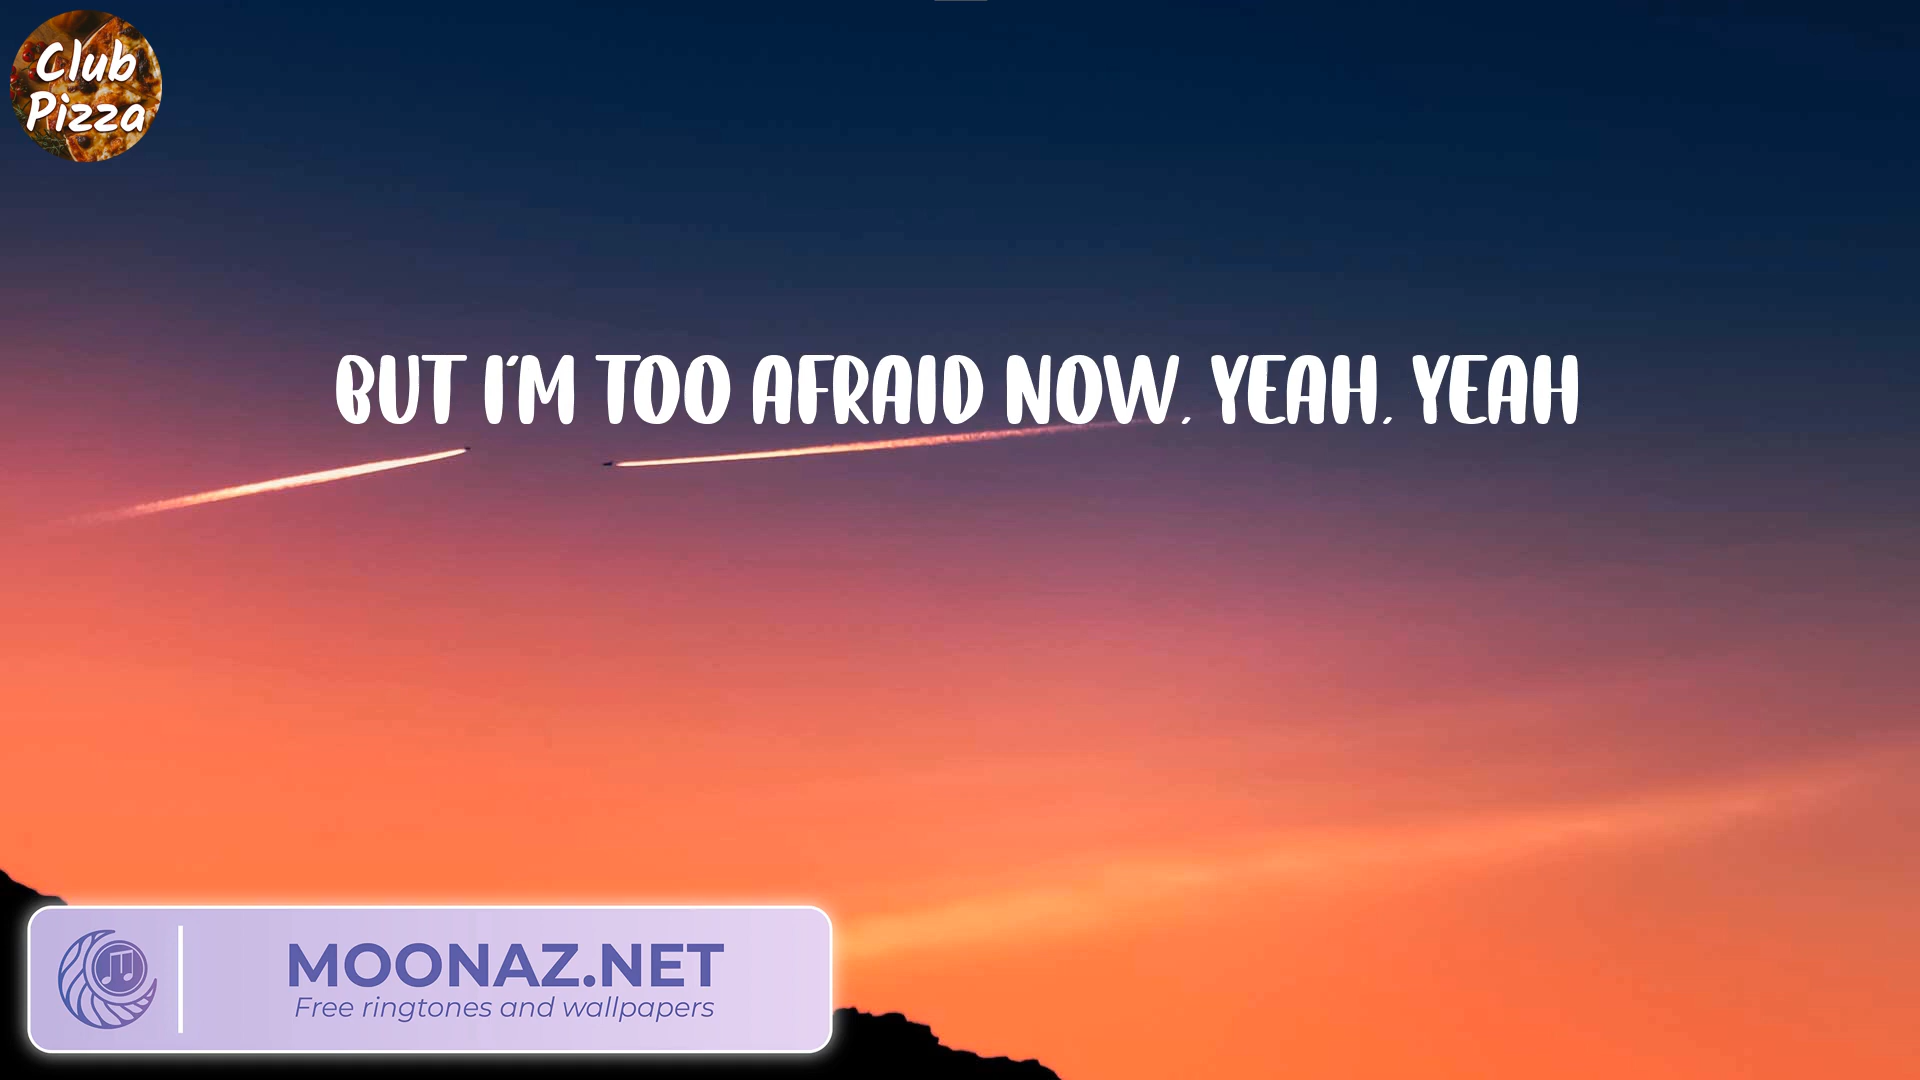 Club
Pizza
BUT I'M TOO AFRAID NOW, YEAH, YEAH
MOONAZ.NET
Free ringtones and wallpapers